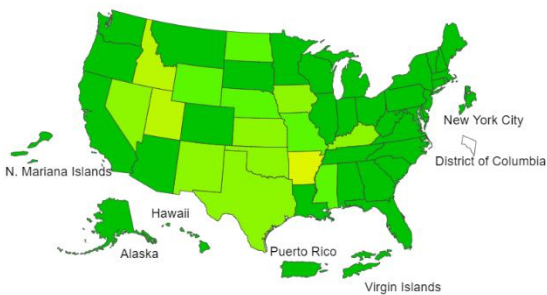 New York City
District of Columbia
N. Mariana Islands
Hawaii
Alaska
Puerto Rico
Virgin Islands